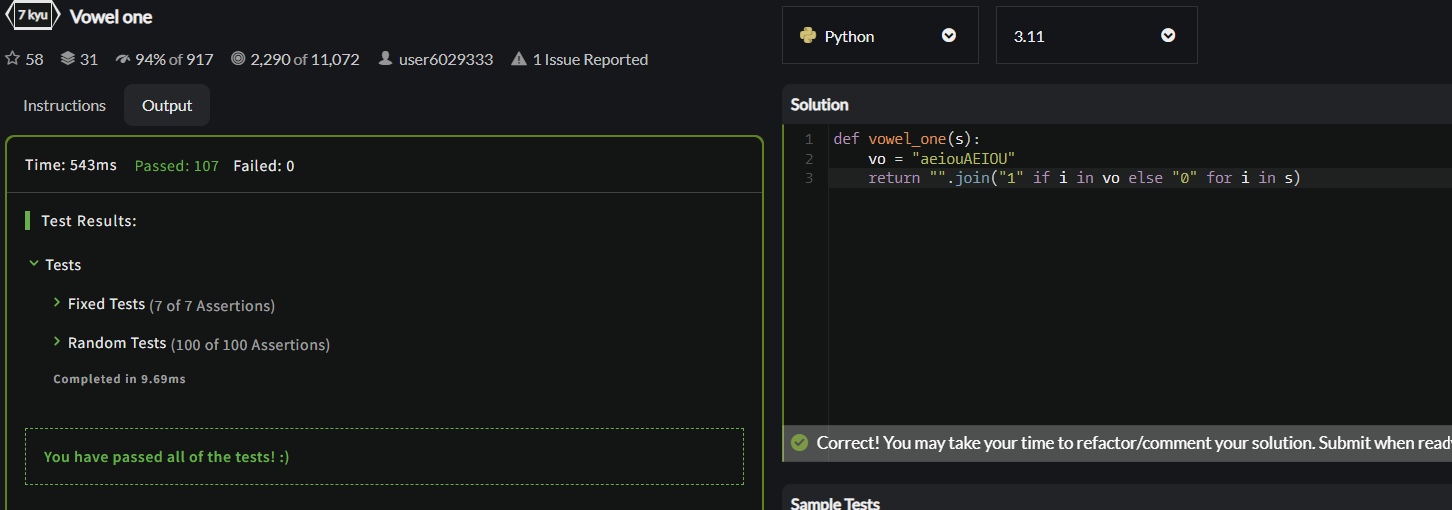 7 kyu Vowel one
58 31 94% of 917 2,290 of 11,072 user6029333 1 Issue Reported
Instructions Output
Time: 543ms Passed: 107 Failed: 0
Test Results:
Tests
Fixed Tests (7 of 7 Assertions)
Random Tests (100 of 100 Assertions)
Completed in 9.69ms
You have passed all of the tests! :)
Python 3.11
Solution
1 def vowel_one(s):
2     vo = "aeiouAEIOU"
3     return "".join("1" if i in vo else "0" for i in s)
Correct! You may take your time to refactor/comment your solution. Submit when read
Sample Tests